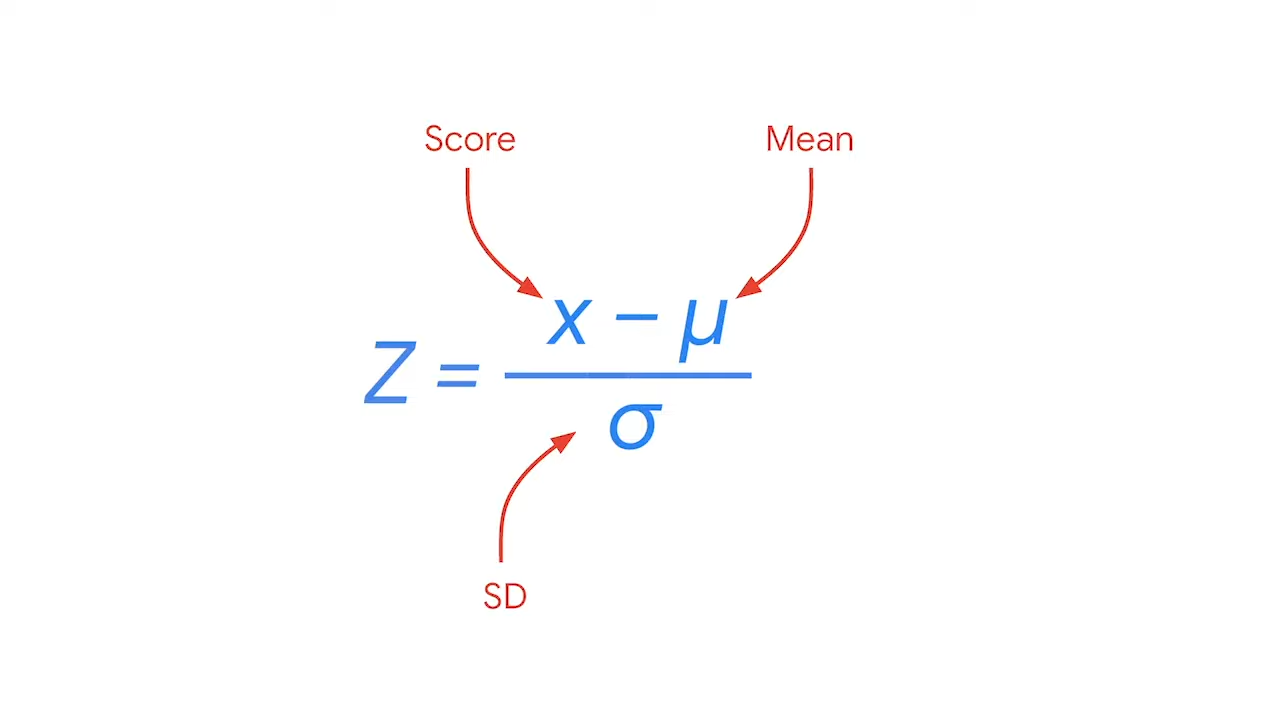 Score
Mean
Z = x − μ
σ
SD